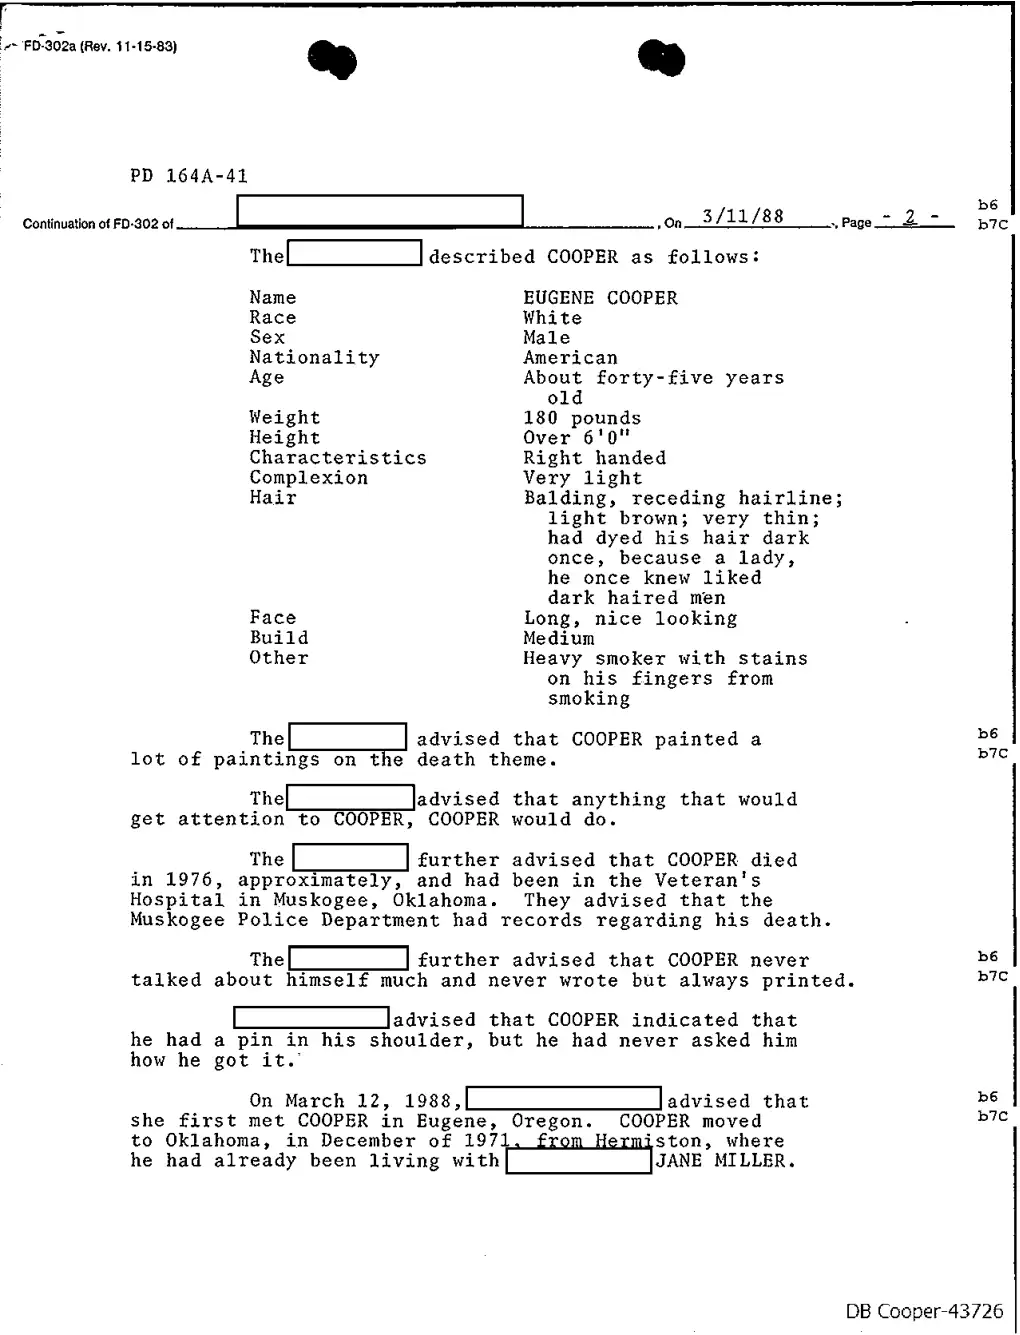 FD-302a (Rev. 11-15-83)
PD 164A-41
b6
Continuation of FD-302 of , On 3/11/88 , Page - 2 - b7C
The described COOPER as follows:
Name EUGENE COOPER
Race White
Sex Male
Nationality American
Age About forty-five years
old
Weight 180 pounds
Height Over 6'0"
Characteristics Right handed
Complexion Very light
Hair Balding, receding hairline;
light brown; very thin;
had dyed his hair dark
once, because a lady,
he once knew liked
dark haired men
Face Long, nice looking
Build Medium
Other Heavy smoker with stains
on his fingers from
smoking
The advised that COOPER painted a b6
lot of paintings on the death theme. b7C
The advised that anything that would
get attention to COOPER, COOPER would do.
The further advised that COOPER died
in 1976, approximately, and had been in the Veteran's
Hospital in Muskogee, Oklahoma. They advised that the
Muskogee Police Department had records regarding his death.
The further advised that COOPER never b6
talked about himself much and never wrote but always printed. b7C
advised that COOPER indicated that
he had a pin in his shoulder, but he had never asked him
how he got it.
On March 12, 1988, advised that b6
she first met COOPER in Eugene, Oregon. COOPER moved b7C
to Oklahoma, in December of 1971, from Hermiston, where
he had already been living with JANE MILLER.
DB Cooper-43726